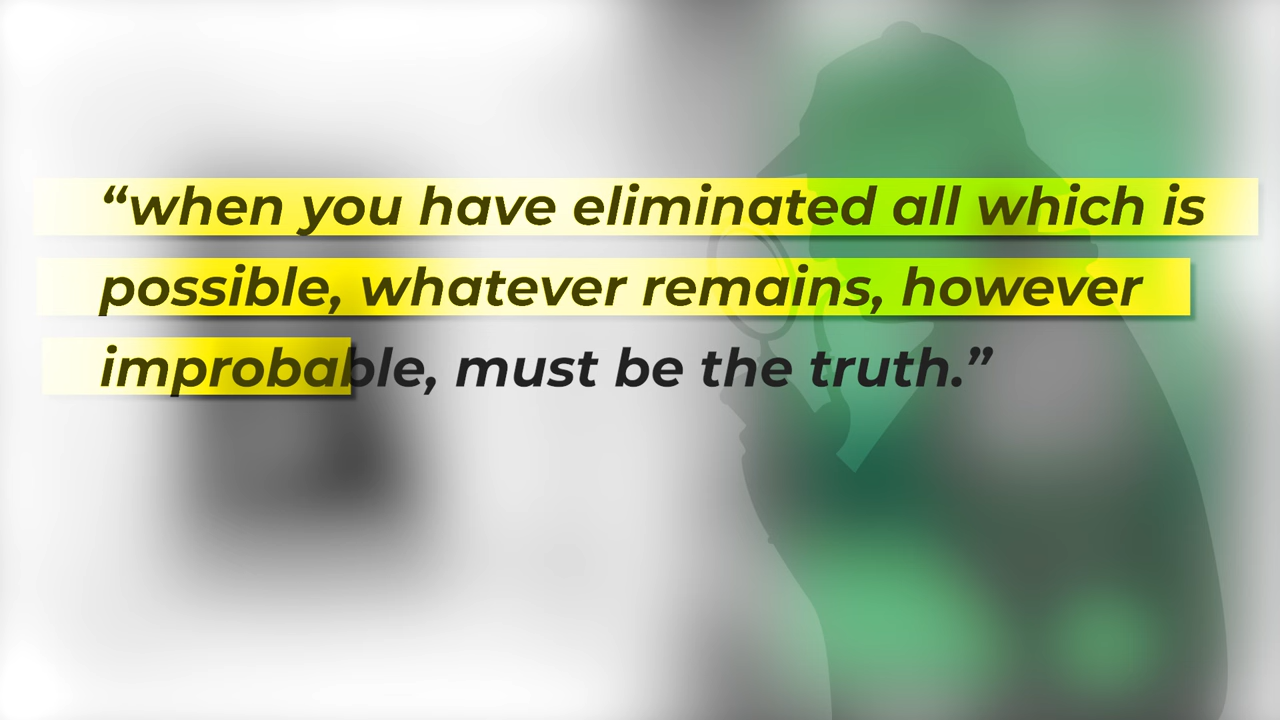 “when you have eliminated all which is
possible, whatever remains, however
improbable, must be the truth.”